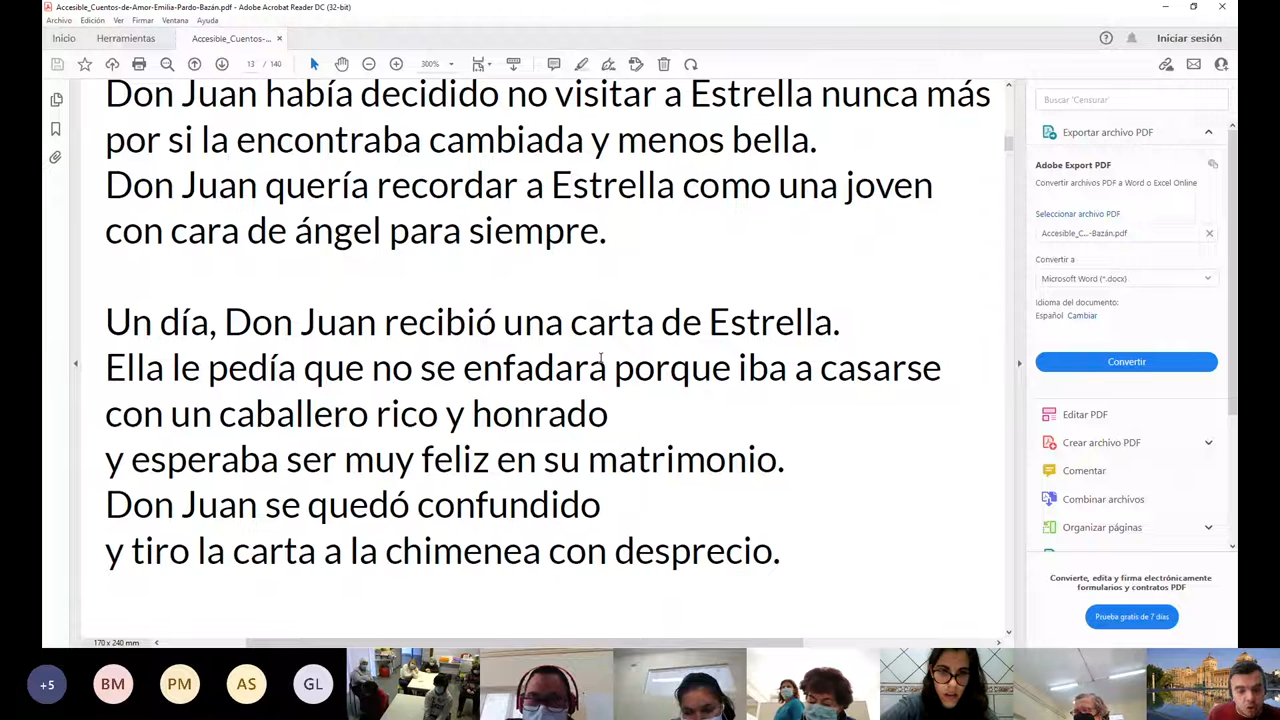 Accesible_Cuentos-de-Amor-Emilia-Pardo-Bazán.pdf - Adobe Acrobat Reader DC (32-bit)
Archivo Edición Ver Firmar Ventana Ayuda
Inicio Herramientas Accesible_Cuentos-... × Iniciar sesión
13 / 140 300%
Don Juan había decidido no visitar a Estrella nunca más
por si la encontraba cambiada y menos bella.
Don Juan quería recordar a Estrella como una joven
con cara de ángel para siempre.
Un día, Don Juan recibió una carta de Estrella.
Ella le pedía que no se enfadara porque iba a casarse
con un caballero rico y honrado
y esperaba ser muy feliz en su matrimonio.
Don Juan se quedó confundido
y tiro la carta a la chimenea con desprecio.
170 x 240 mm
Buscar 'Censurar'
Exportar archivo PDF
Adobe Export PDF
Convertir archivos PDF a Word o Excel Online
Seleccionar archivo PDF
Accesible_C...-Bazán.pdf
Convertir a
Microsoft Word (*.docx)
Idioma del documento:
Español Cambiar
Convertir
Editar PDF
Crear archivo PDF
Comentar
Combinar archivos
Organizar páginas
Convierte, edita y firma electrónicamente
formularios y contratos PDF
Prueba gratis de 7 días
+5 BM PM AS GL